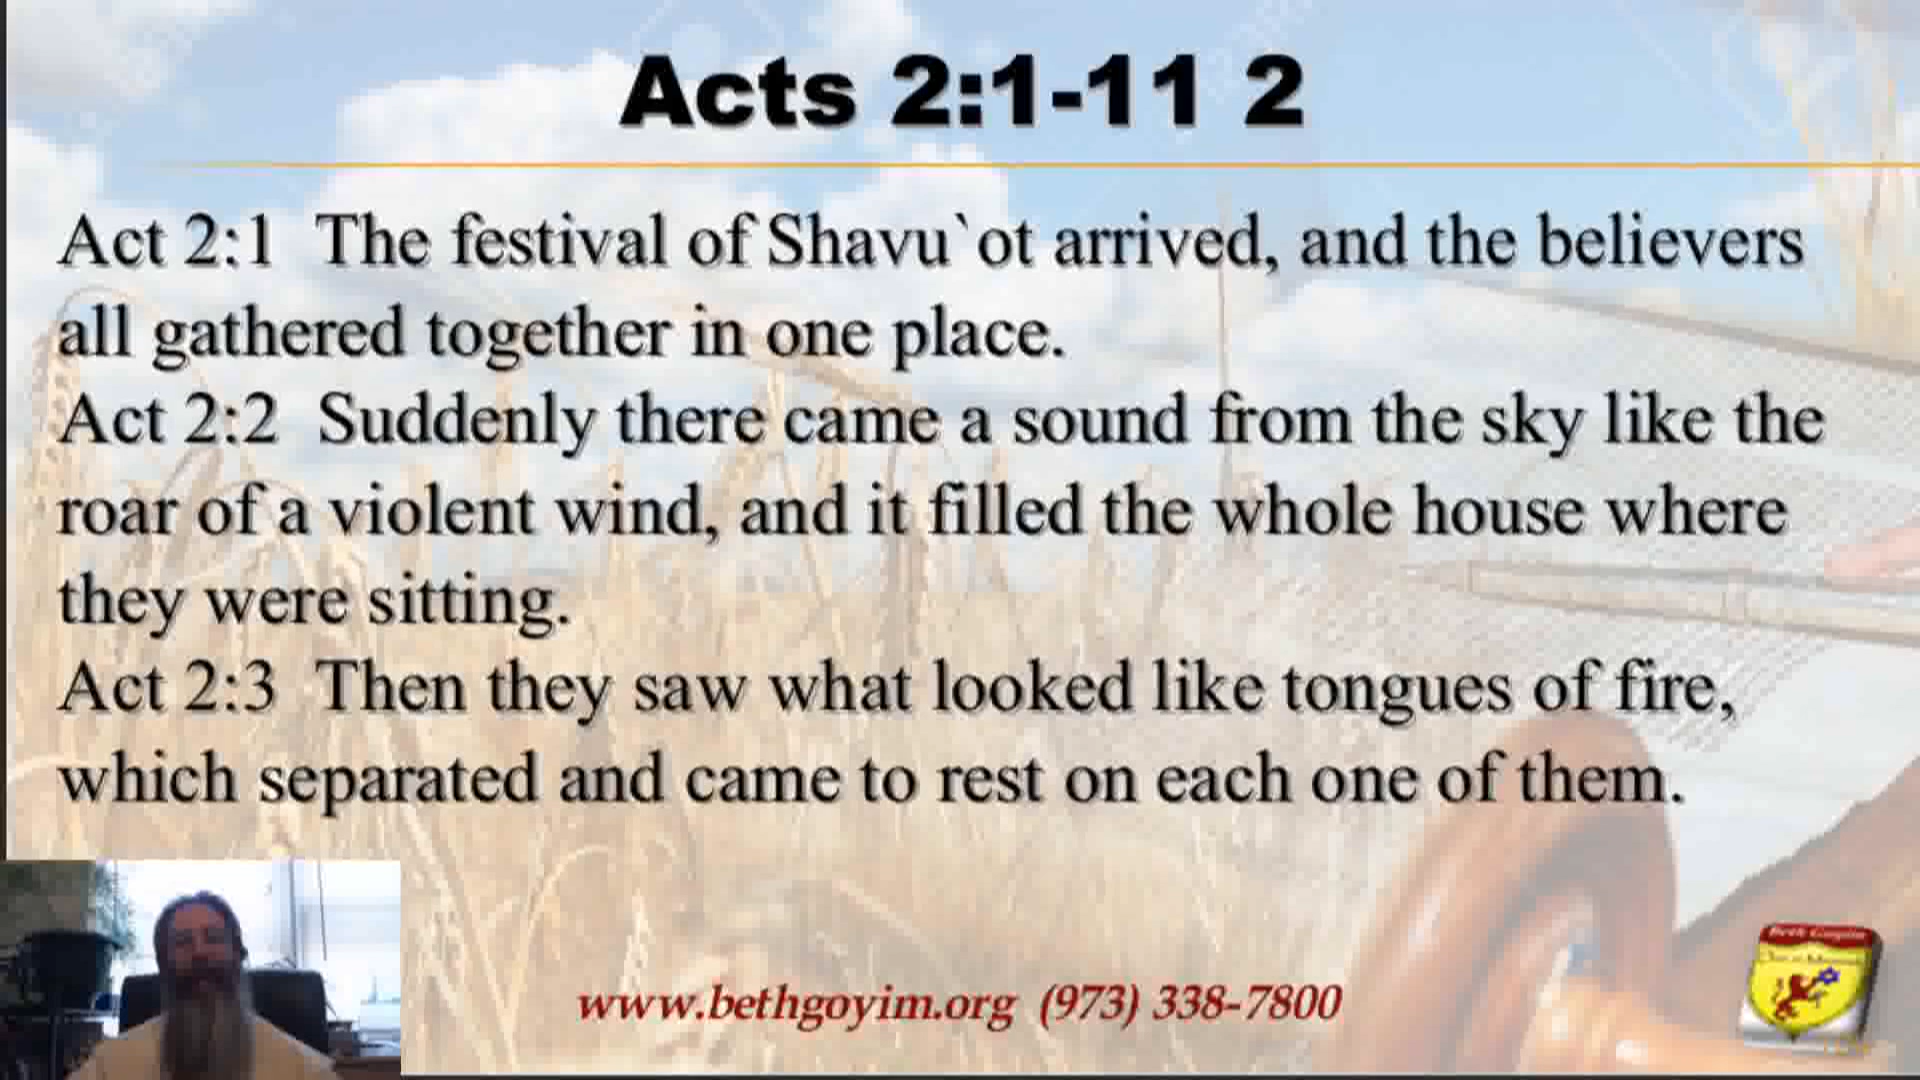 Acts 2:1-11 2
Act 2:1 The festival of Shavu`ot arrived, and the believers
all gathered together in one place.
Act 2:2 Suddenly there came a sound from the sky like the
roar of a violent wind, and it filled the whole house where
they were sitting.
Act 2:3 Then they saw what looked like tongues of fire,
which separated and came to rest on each one of them.
www.bethgoyim.org (973) 338-7800
Beth Goyim